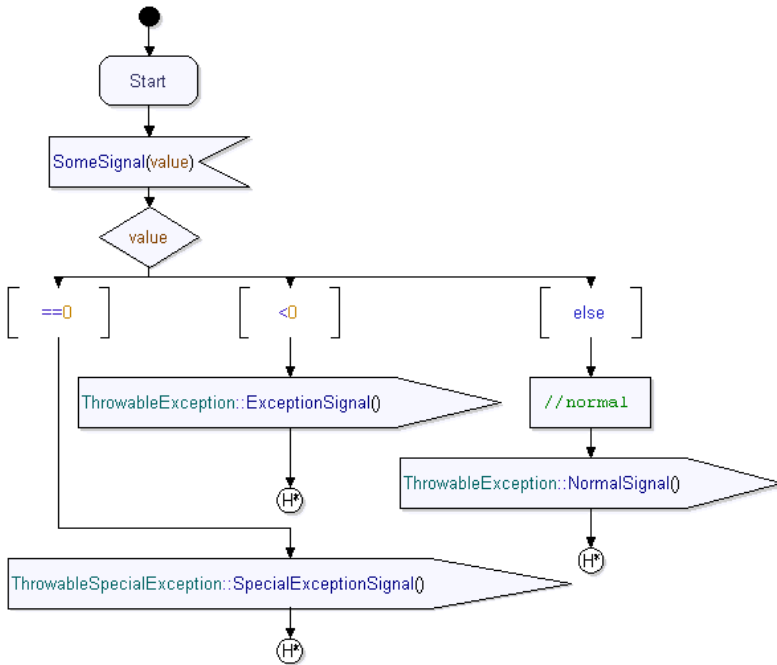 Start
SomeSignal(value)
value
==0
<0
else
ThrowableException::ExceptionSignal()
//normal
ThrowableException::NormalSignal()
H*
H*
ThrowableSpecialException::SpecialExceptionSignal()
H*